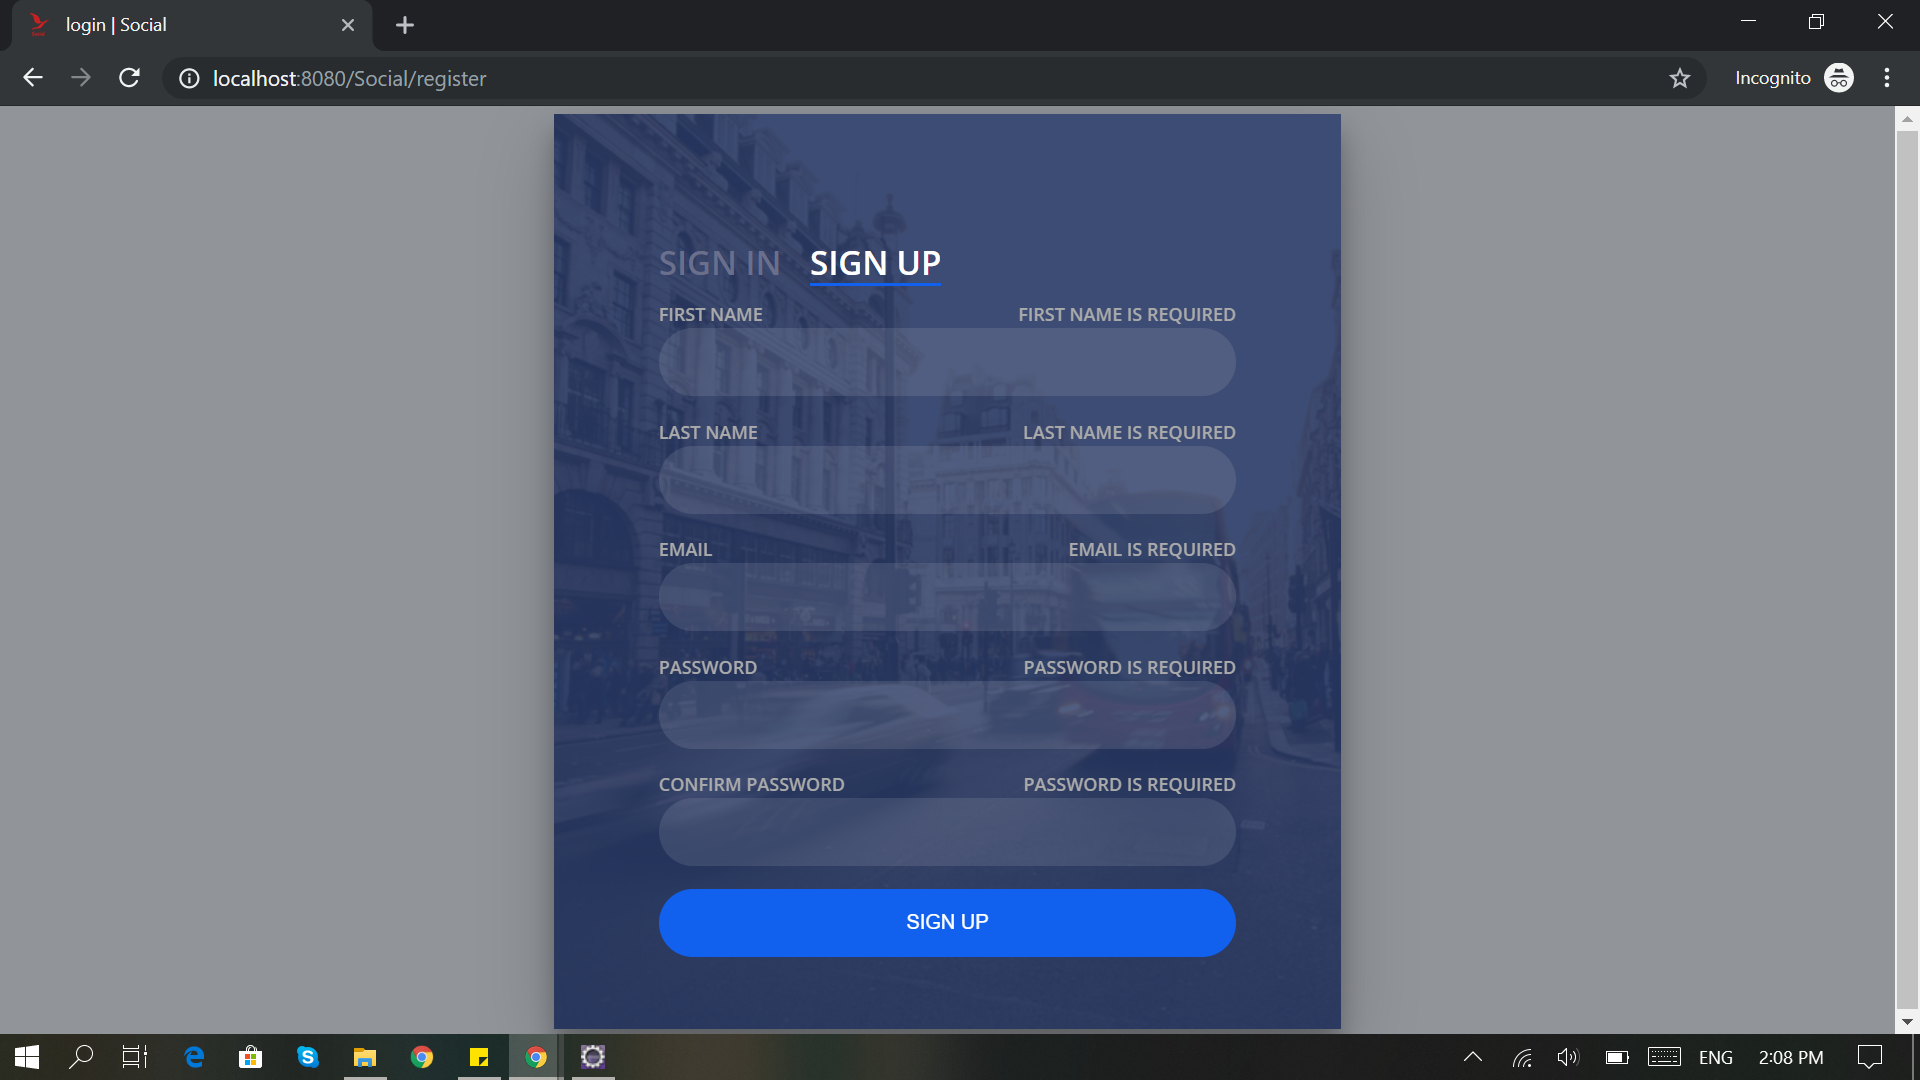 login | Social
localhost:8080/Social/register
Incognito
SIGN IN SIGN UP
FIRST NAME FIRST NAME IS REQUIRED
LAST NAME LAST NAME IS REQUIRED
EMAIL EMAIL IS REQUIRED
PASSWORD PASSWORD IS REQUIRED
CONFIRM PASSWORD PASSWORD IS REQUIRED
SIGN UP
ENG 2:08 PM